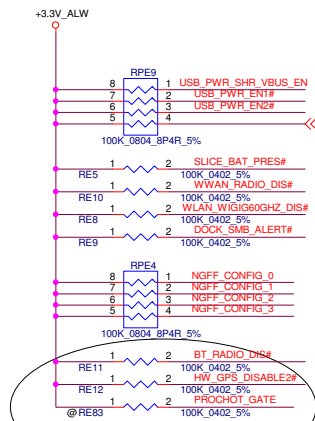 +3.3V_ALW
RPE9
8 1 USB_PWR_SHR_VBUS_EN
7 2 USB_PWR_EN1#
6 3 USB_PWR_EN2#
5 4
100K_0804_8P4R_5%
1 2 SLICE_BAT_PRES#
RE5 100K_0402_5%
1 2 WWAN_RADIO_DIS#
RE10 100K_0402_5%
1 2 WLAN_WIGIG60GHZ_DIS#
RE8 100K_0402_5%
1 2 DOCK_SMB_ALERT#
RE9 100K_0402_5%
RPE4
8 1 NGFF_CONFIG_0
7 2 NGFF_CONFIG_1
6 3 NGFF_CONFIG_2
5 4 NGFF_CONFIG_3
100K_0804_8P4R_5%
1 2 BT_RADIO_DIS#
RE11 100K_0402_5%
1 2 HW_GPS_DISABLE2#
RE12 100K_0402_5%
1 2 PROCHOT_GATE
@ RE83 100K_0402_5%